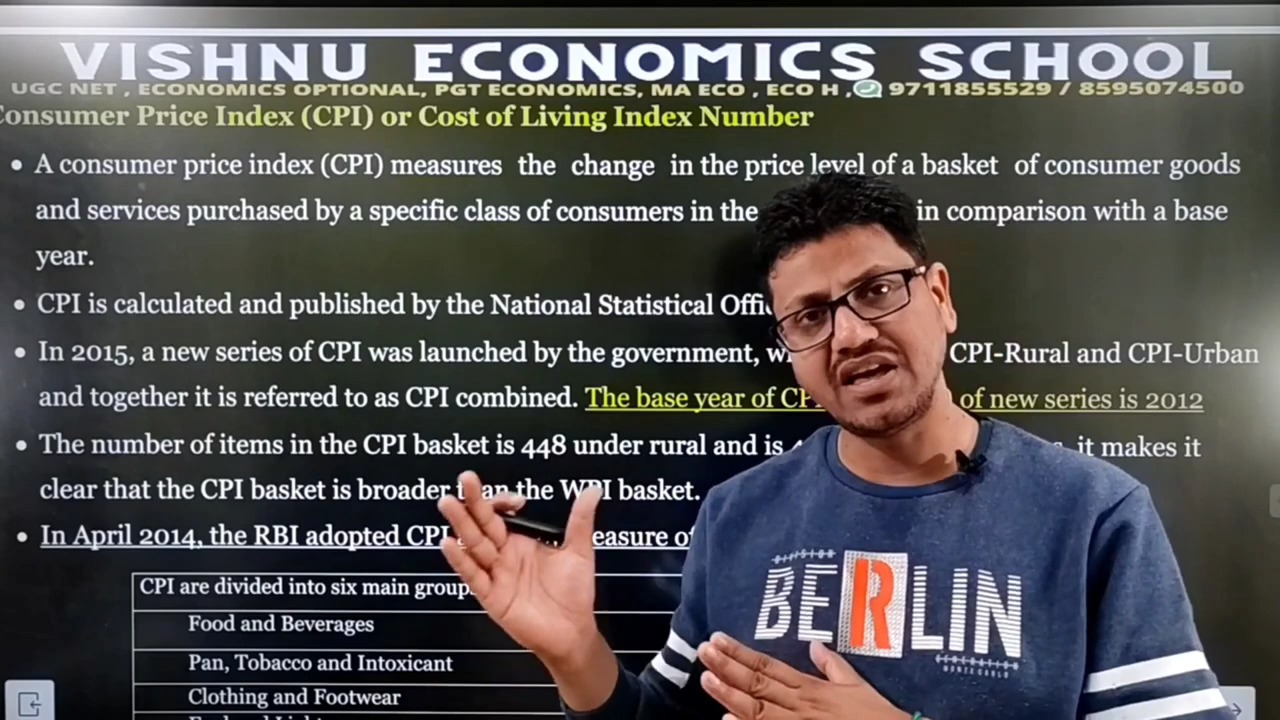 VISHNU ECONOMICS SCHOOL
UGC NET , ECONOMICS OPTIONAL, PGT ECONOMICS, MA ECO , ECO H , 9711855529 / 8595074500
onsumer Price Index (CPI) or Cost of Living Index Number
• A consumer price index (CPI) measures the change in the price level of a basket of consumer goods
and services purchased by a specific class of consumers in the in comparison with a base
year.
• CPI is calculated and published by the National Statistical
• In 2015, a new series of CPI was launched by the government, CPI-Rural and CPI-Urban
and together it is referred to as CPI combined. The base year of of new series is 2012
• The number of items in the CPI basket is 448 under rural and is it makes it
clear that the CPI basket is broader than the WPI basket.
• In April 2014, the RBI adopted CPI
CPI are divided into six main group
Food and Beverages
Pan, Tobacco and Intoxicant
Clothing and Footwear
DIVISION
BERLIN